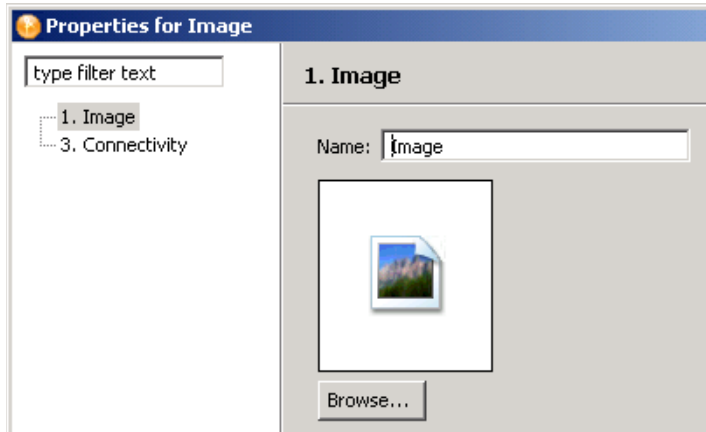 Properties for Image
type filter text
1. Image
3. Connectivity
1. Image
Name: Image
Browse...